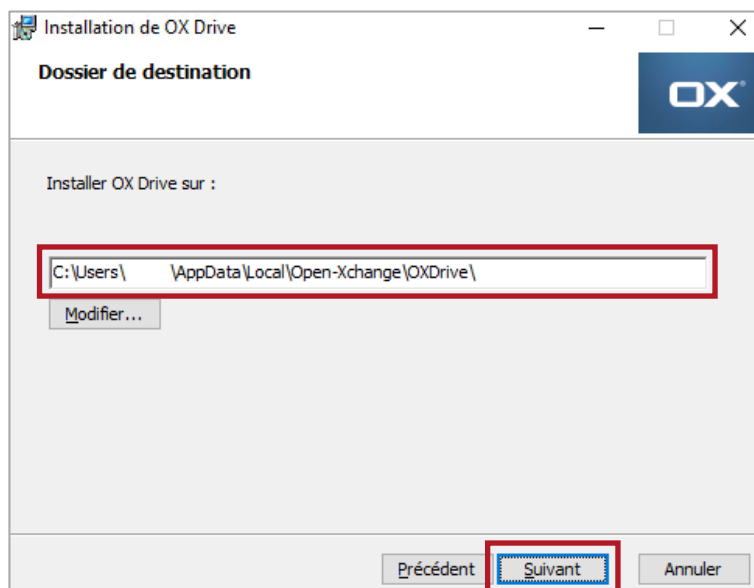 Installation de OX Drive
Dossier de destination
OX®
Installer OX Drive sur :
C:\Users\ \AppData\Local\Open-Xchange\OXDrive\
Modifier...
Précédent Suivant Annuler